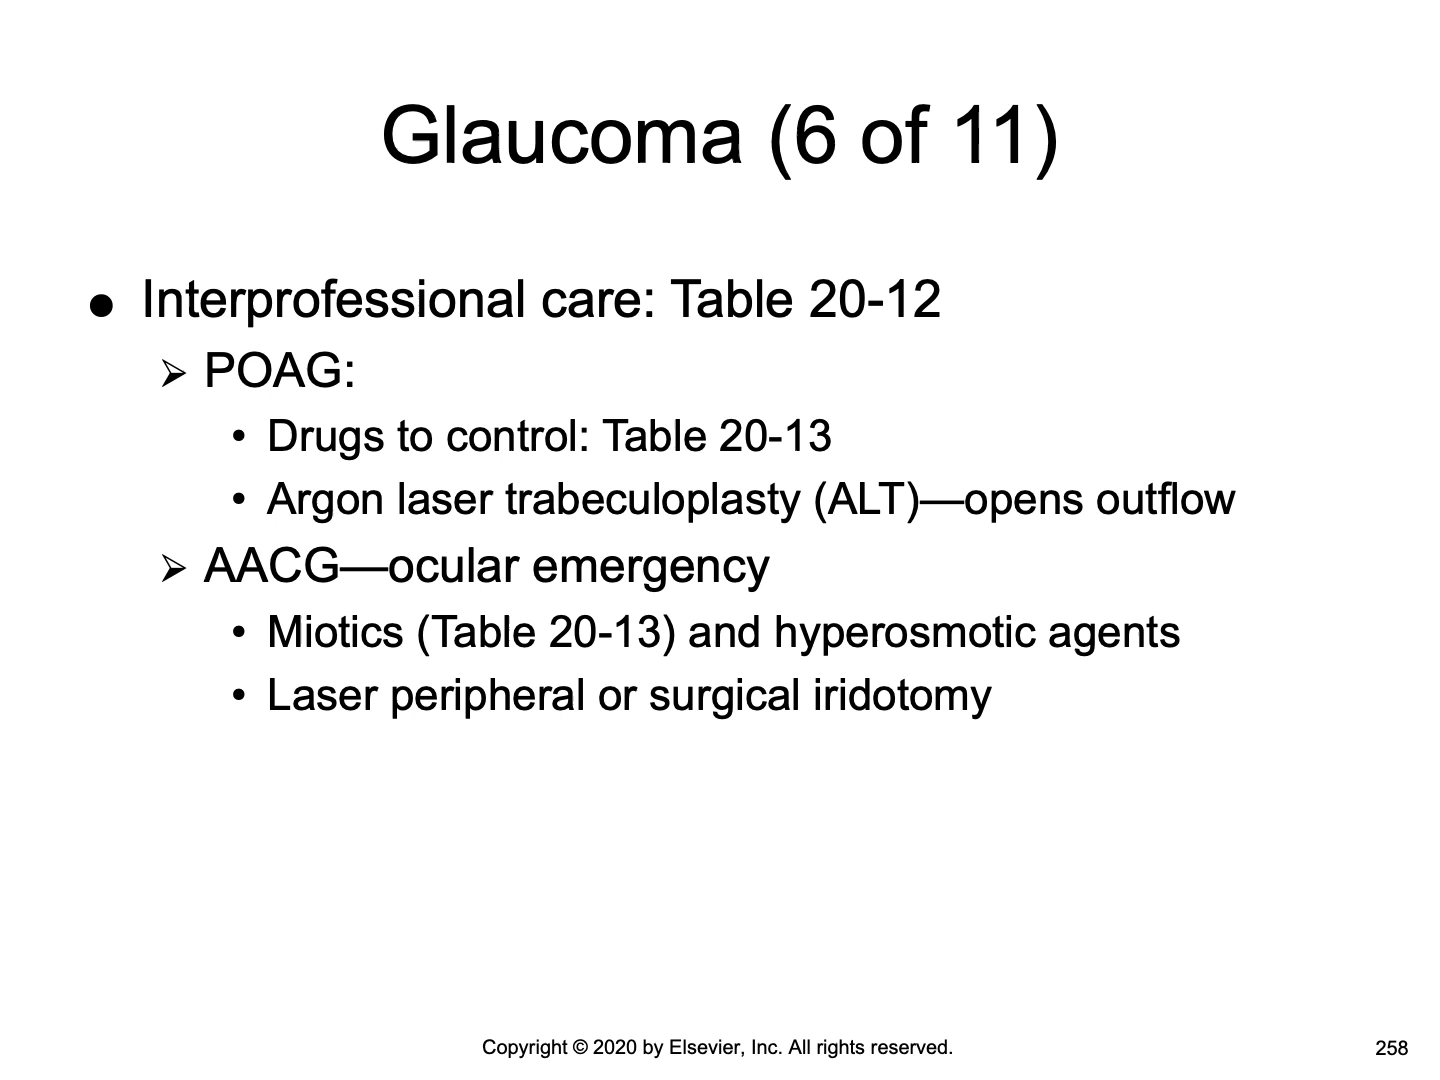 Glaucoma (6 of 11)
● Interprofessional care: Table 20-12
➢ POAG:
• Drugs to control: Table 20-13
• Argon laser trabeculoplasty (ALT)—opens outflow
➢ AACG—ocular emergency
• Miotics (Table 20-13) and hyperosmotic agents
• Laser peripheral or surgical iridotomy
Copyright © 2020 by Elsevier, Inc. All rights reserved.
258